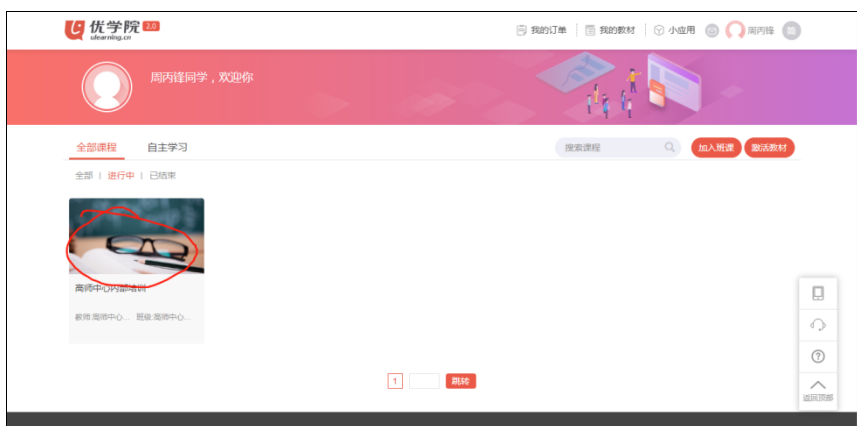 优学院 2.0
ulearning.cn
我的订单 我的教材 小应用 周丙锋
周丙锋同学，欢迎你
全部课程 自主学习
搜索课程 加入班课 激活教材
全部 | 进行中 | 已结束
高师中心内部培训
教师:高师中心... 班级:高师中心...
1 跳转
返回顶部